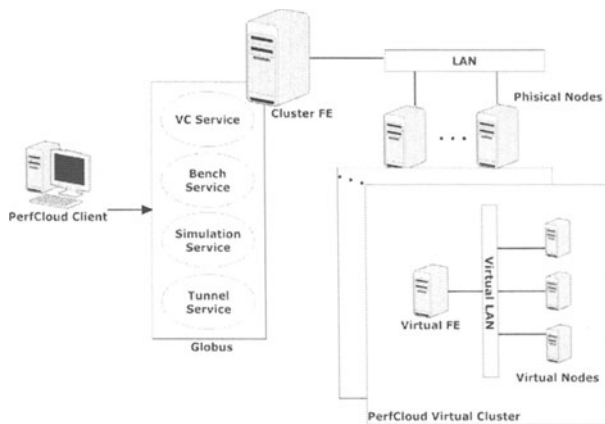 LAN
Cluster FE
Phisical Nodes
VC Service
Bench
Service
PerfCloud Client
Simulation
Service
Tunnel
Service
Globus
Virtual LAN
Virtual FE
Virtual Nodes
PerfCloud Virtual Cluster